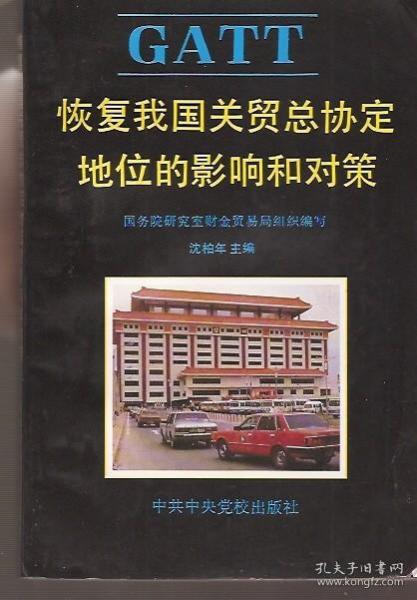 GATT
恢复我国关贸总协定
地位的影响和对策
国务院研究室财金贸易局组织编写
沈柏年 主编
中共中央党校出版社
孔夫子旧书网
www.kongfz.com